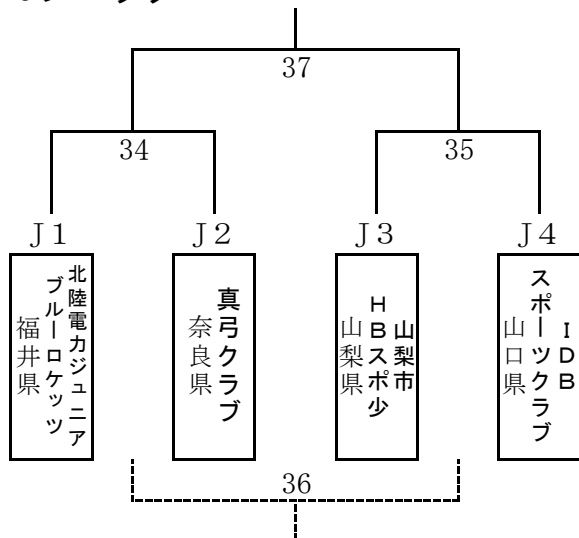 37
34
35
J1
J2
J3
J4
北陸電力ジュニア
ブルーロケッツ
福井県
真弓クラブ
奈良県
山梨市
HBスポ少
山梨県
IDB
スポーツクラブ
山口県
36